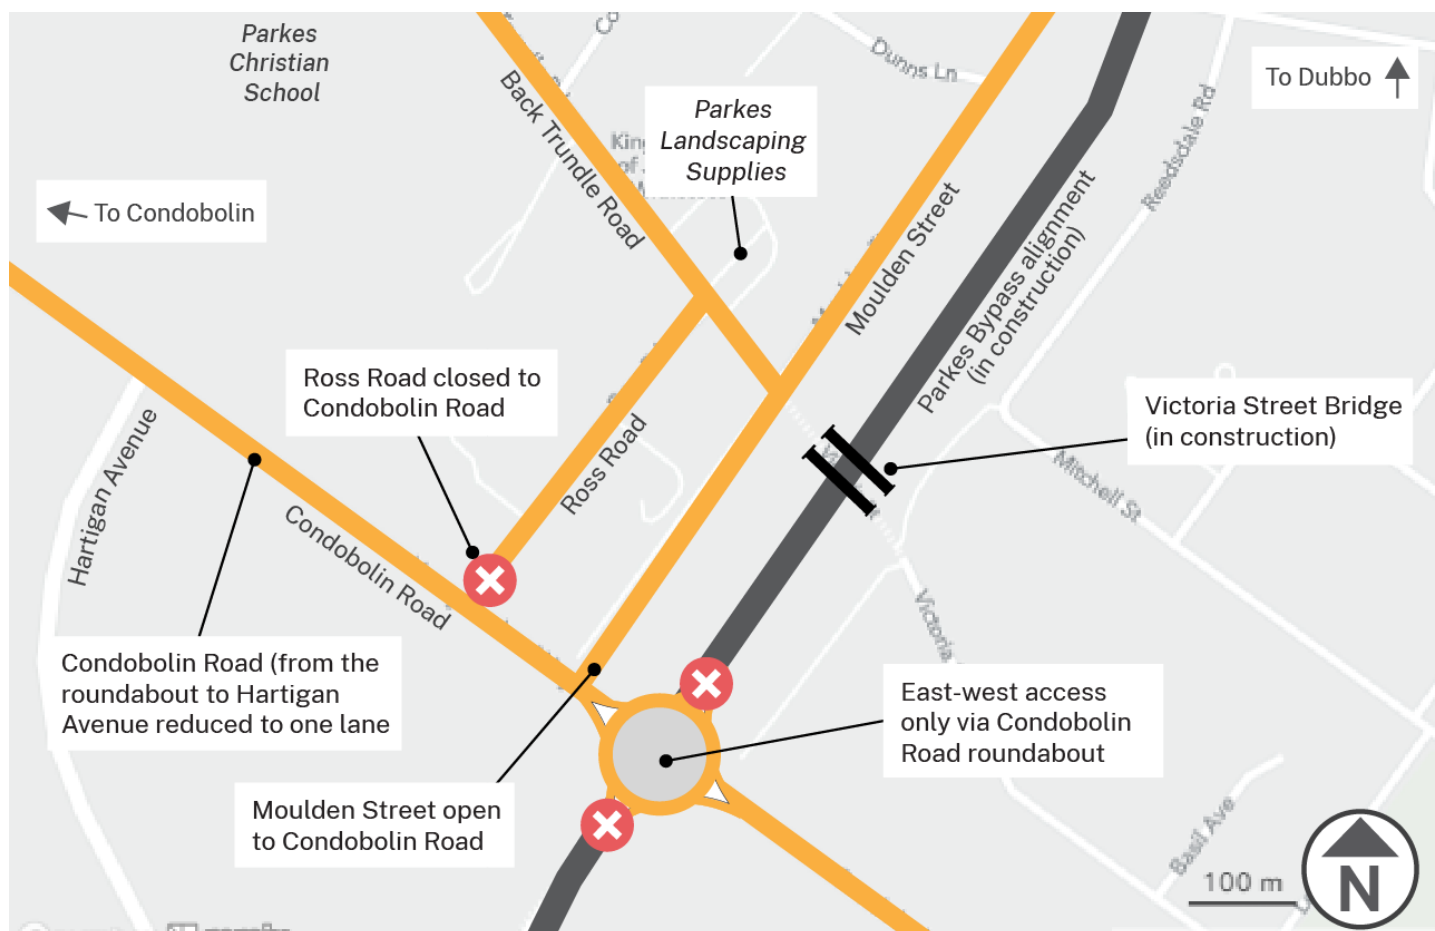 Parkes
Christian
School
Dunns Ln
To Dubbo
Parkes
Landscaping
Supplies
Back Trundle Road
Reedsdale Rd
To Condobolin
Moulden Street
Parkes Bypass alignment
(in construction)
Ross Road closed to
Condobolin Road
Victoria Street Bridge
(in construction)
Hartigan Avenue
Ross Road
Mitchell St
Condobolin Road
Victoria
Condobolin Road (from the
roundabout to Hartigan
Avenue reduced to one lane
East-west access
only via Condobolin
Road roundabout
Moulden Street open
to Condobolin Road
Basil Ave
100 m
N